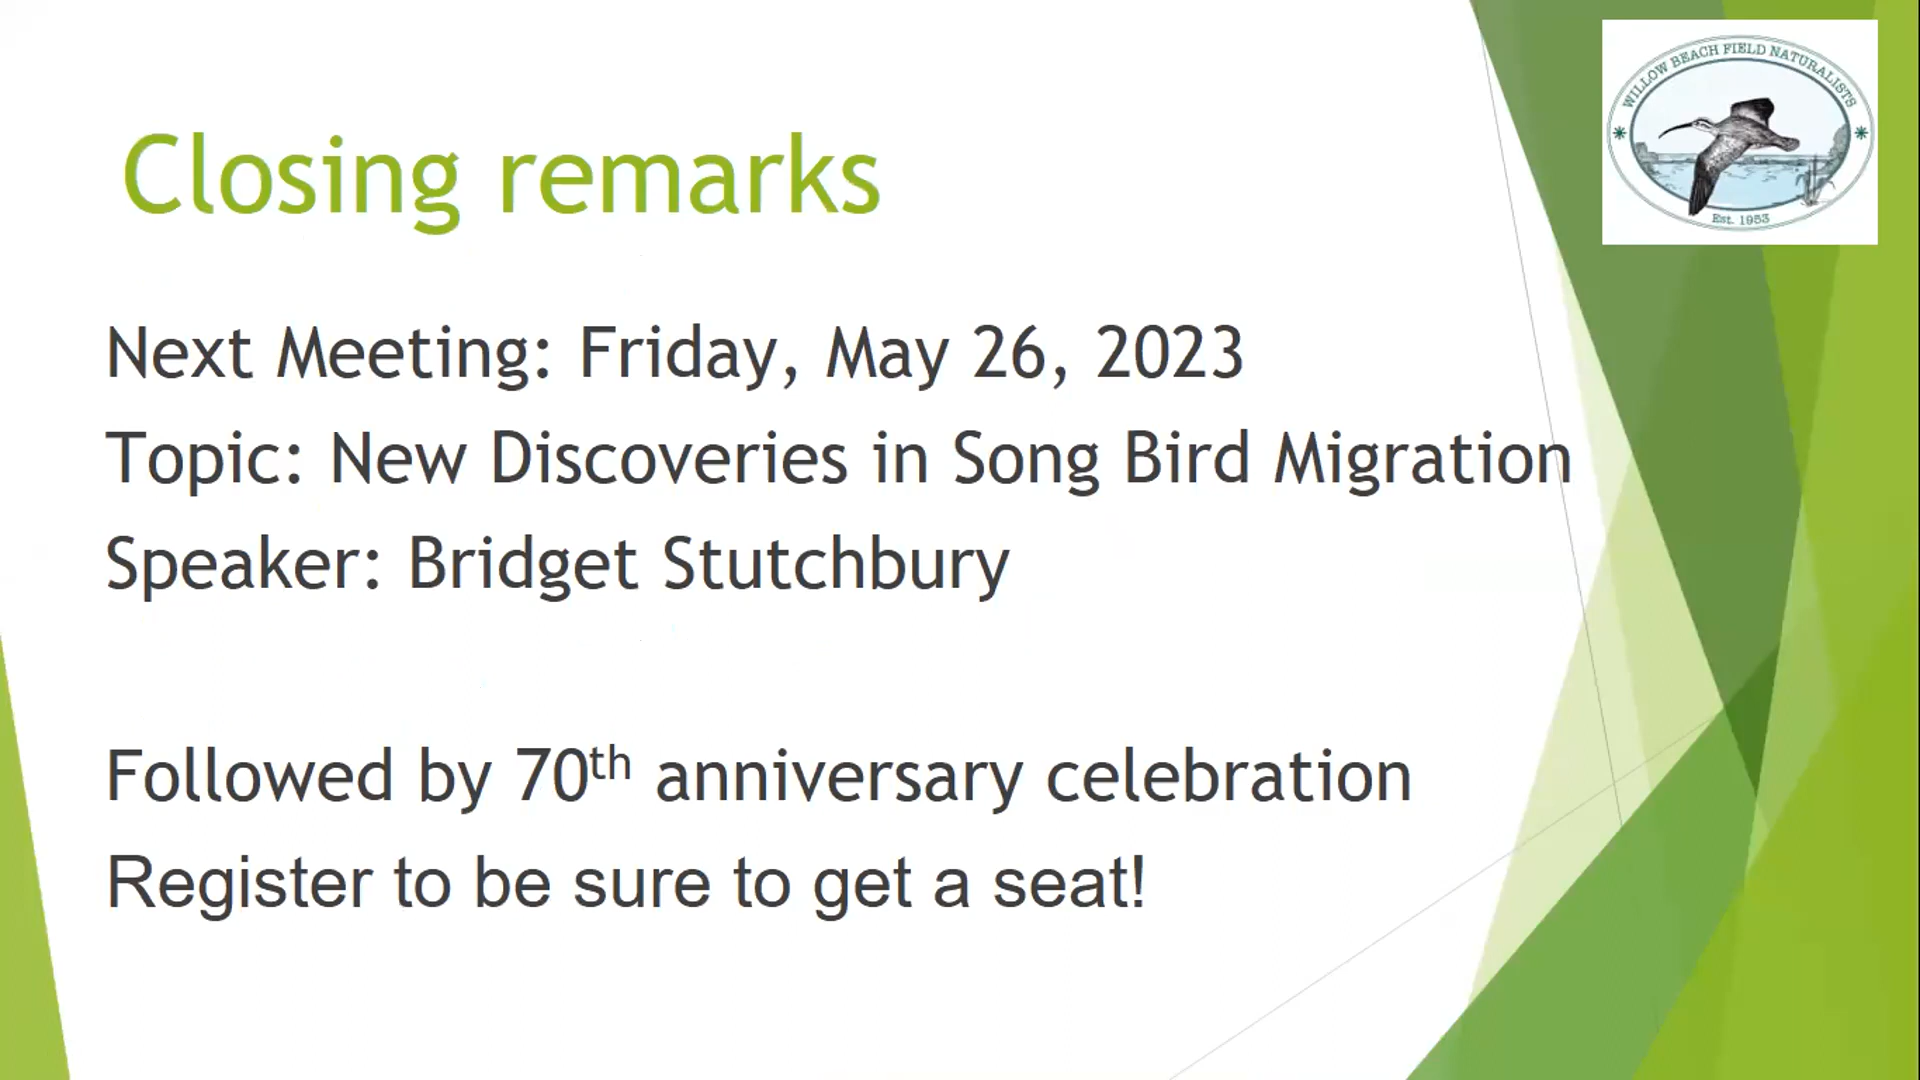 WILLOW BEACH FIELD NATURALISTS
Est. 1953
Closing remarks
Next Meeting: Friday, May 26, 2023
Topic: New Discoveries in Song Bird Migration
Speaker: Bridget Stutchbury
Followed by 70th anniversary celebration
Register to be sure to get a seat!